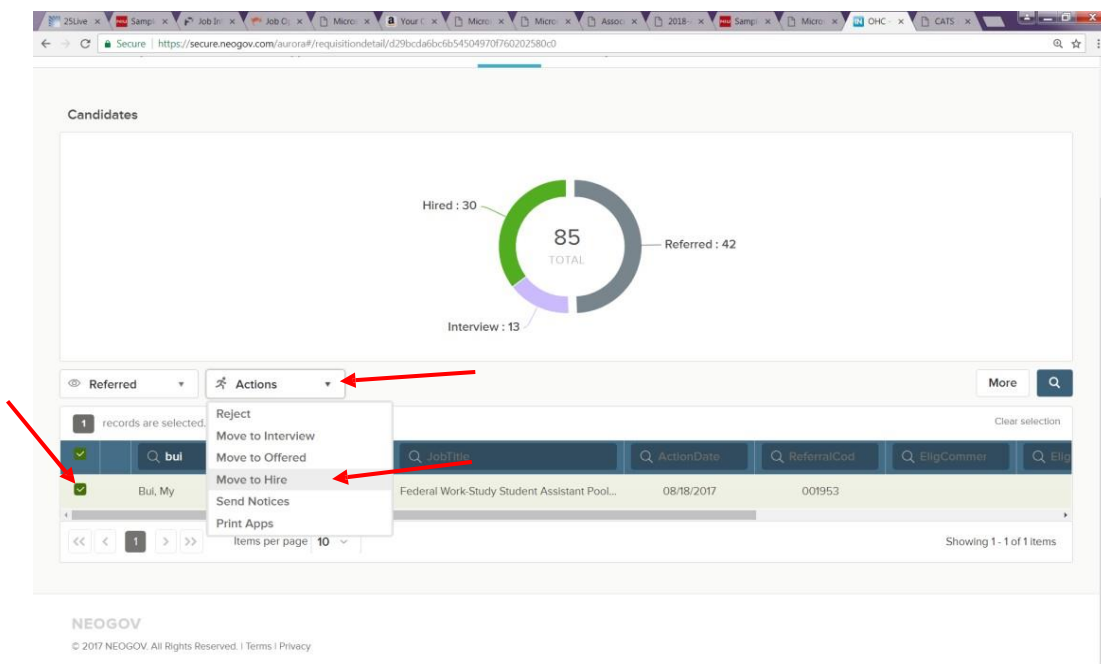 25Live Sampl Job In Job O Micro Your C Micro Micro Assoc 2018- Samp Micro OHC - CATS
Secure | https://secure.neogov.com/aurora#/requisitiondetail/d29bcda6bc6b54504970f760202580c0
Candidates
Hired : 30
85
TOTAL
Referred : 42
Interview : 13
Referred Actions More
1 records are selected. Clear selection
Reject
Move to Interview
Move to Offered
Move to Hire
Send Notices
Print Apps
bui JobTitle ActionDate ReferralCod EligCommer Elig
Bui, My Federal Work-Study Student Assistant Pool... 08/18/2017 001953
<< < 1 > >> Items per page 10 Showing 1 - 1 of 1 items
NEOGOV
© 2017 NEOGOV. All Rights Reserved. | Terms | Privacy